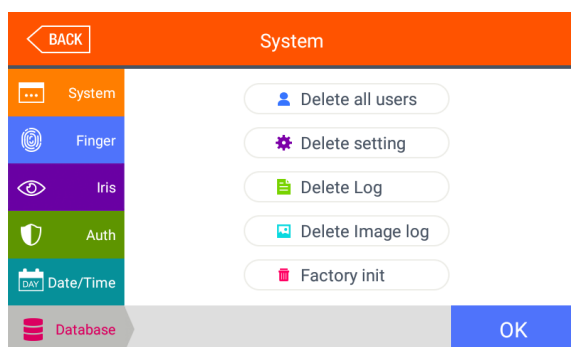 BACK
System
System
Delete all users
Finger
Delete setting
Iris
Delete Log
Auth
Delete Image log
DAY
Date/Time
Factory init
Database
OK